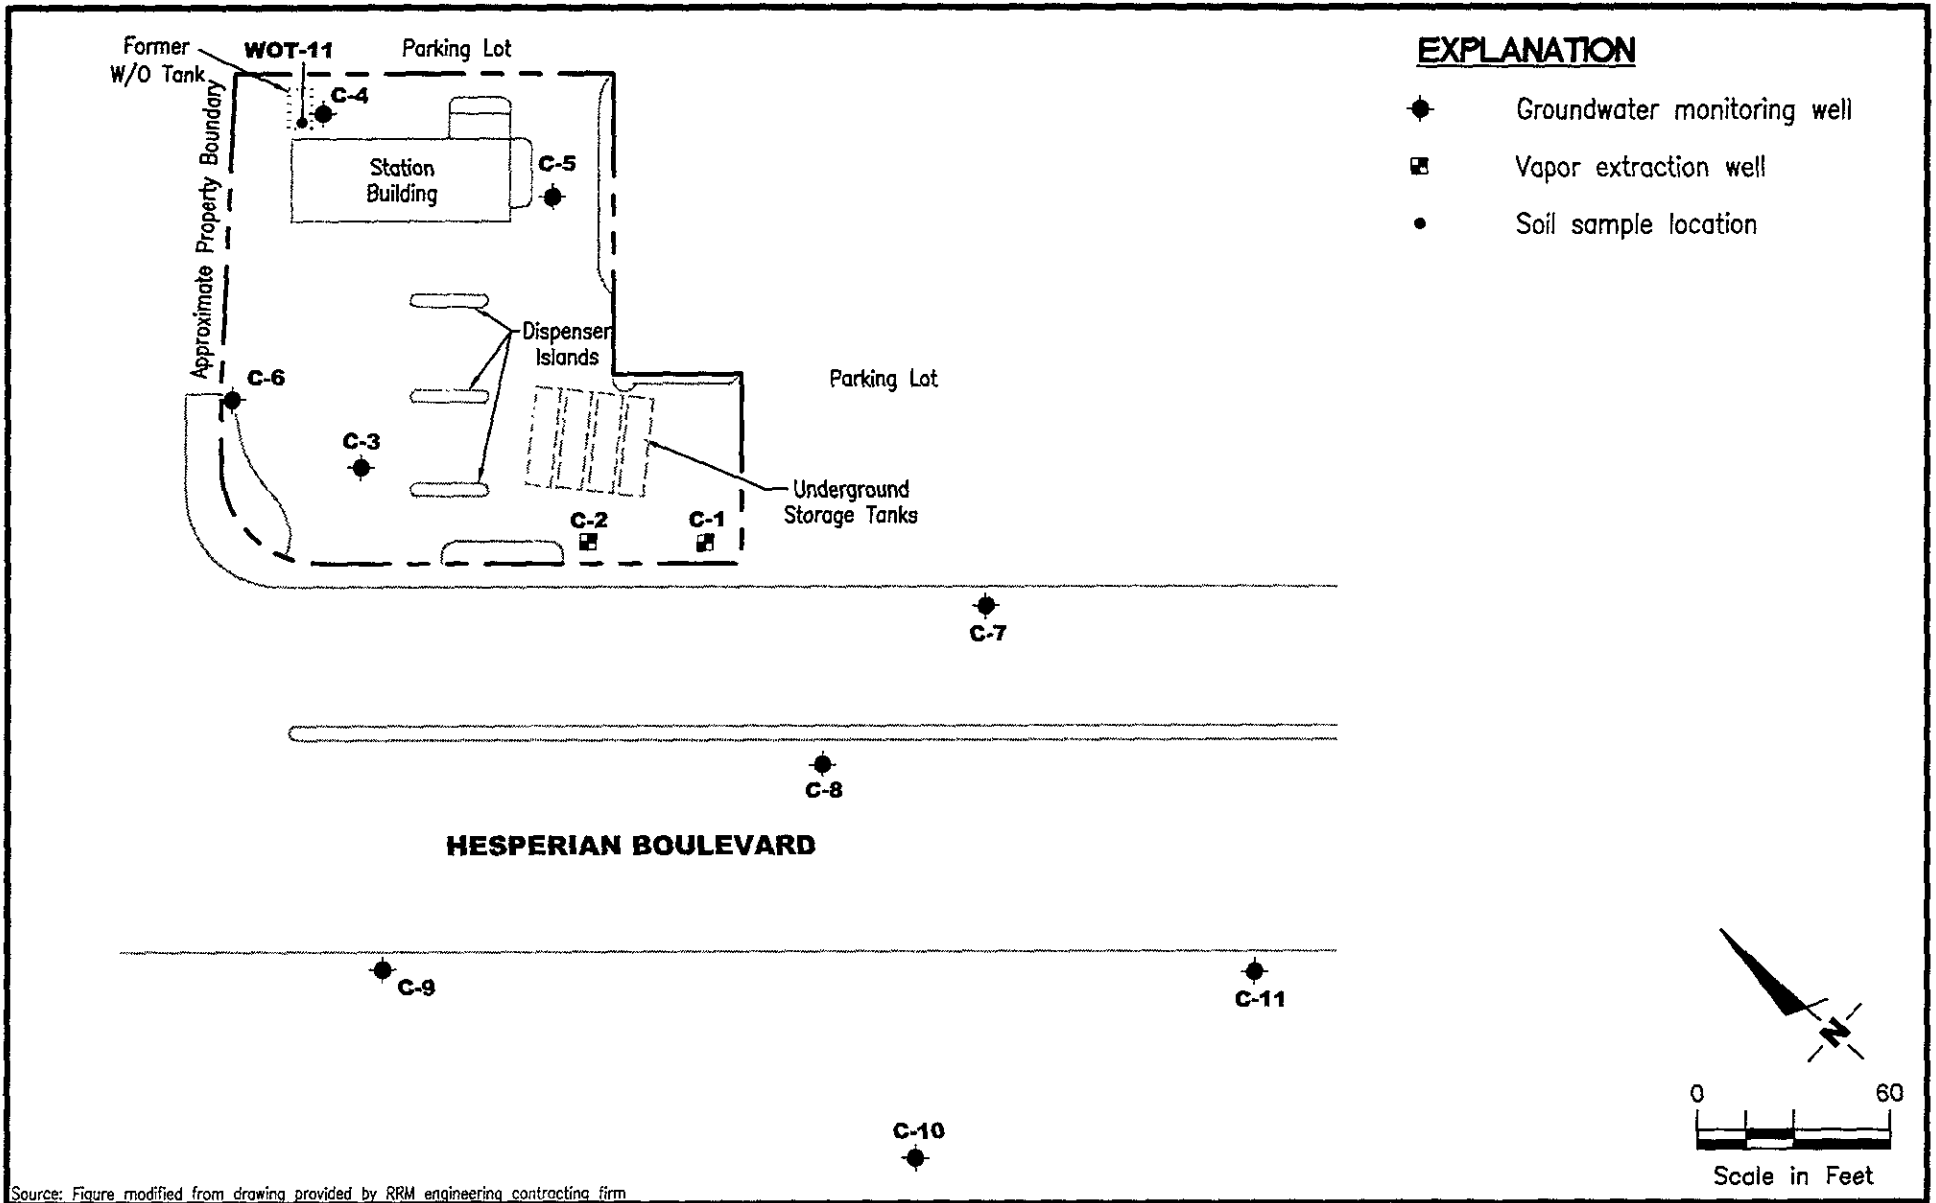 Former
W/O Tank
WOT-11
Parking Lot
C-4
Approximate Property Boundary
Station
Building
C-5
Dispenser
Islands
C-6
C-3
Parking Lot
Underground
Storage Tanks
C-2
C-1
C-7
C-8
HESPERIAN BOULEVARD
C-9
C-11
C-10
EXPLANATION
Groundwater monitoring well
Vapor extraction well
Soil sample location
N
0 60
Scale in Feet
Source: Figure modified from drawing provided by RRM engineering contracting firm